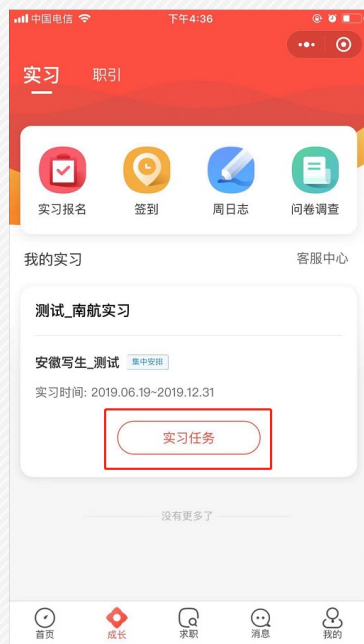 中国电信 下午4:36
实习 职引
实习报名 签到 周日志 问卷调查
我的实习 客服中心
测试_南航实习
安徽写生_测试 集中安排
实习时间: 2019.06.19~2019.12.31
实习任务
没有更多了
首页 成长 求职 消息 我的